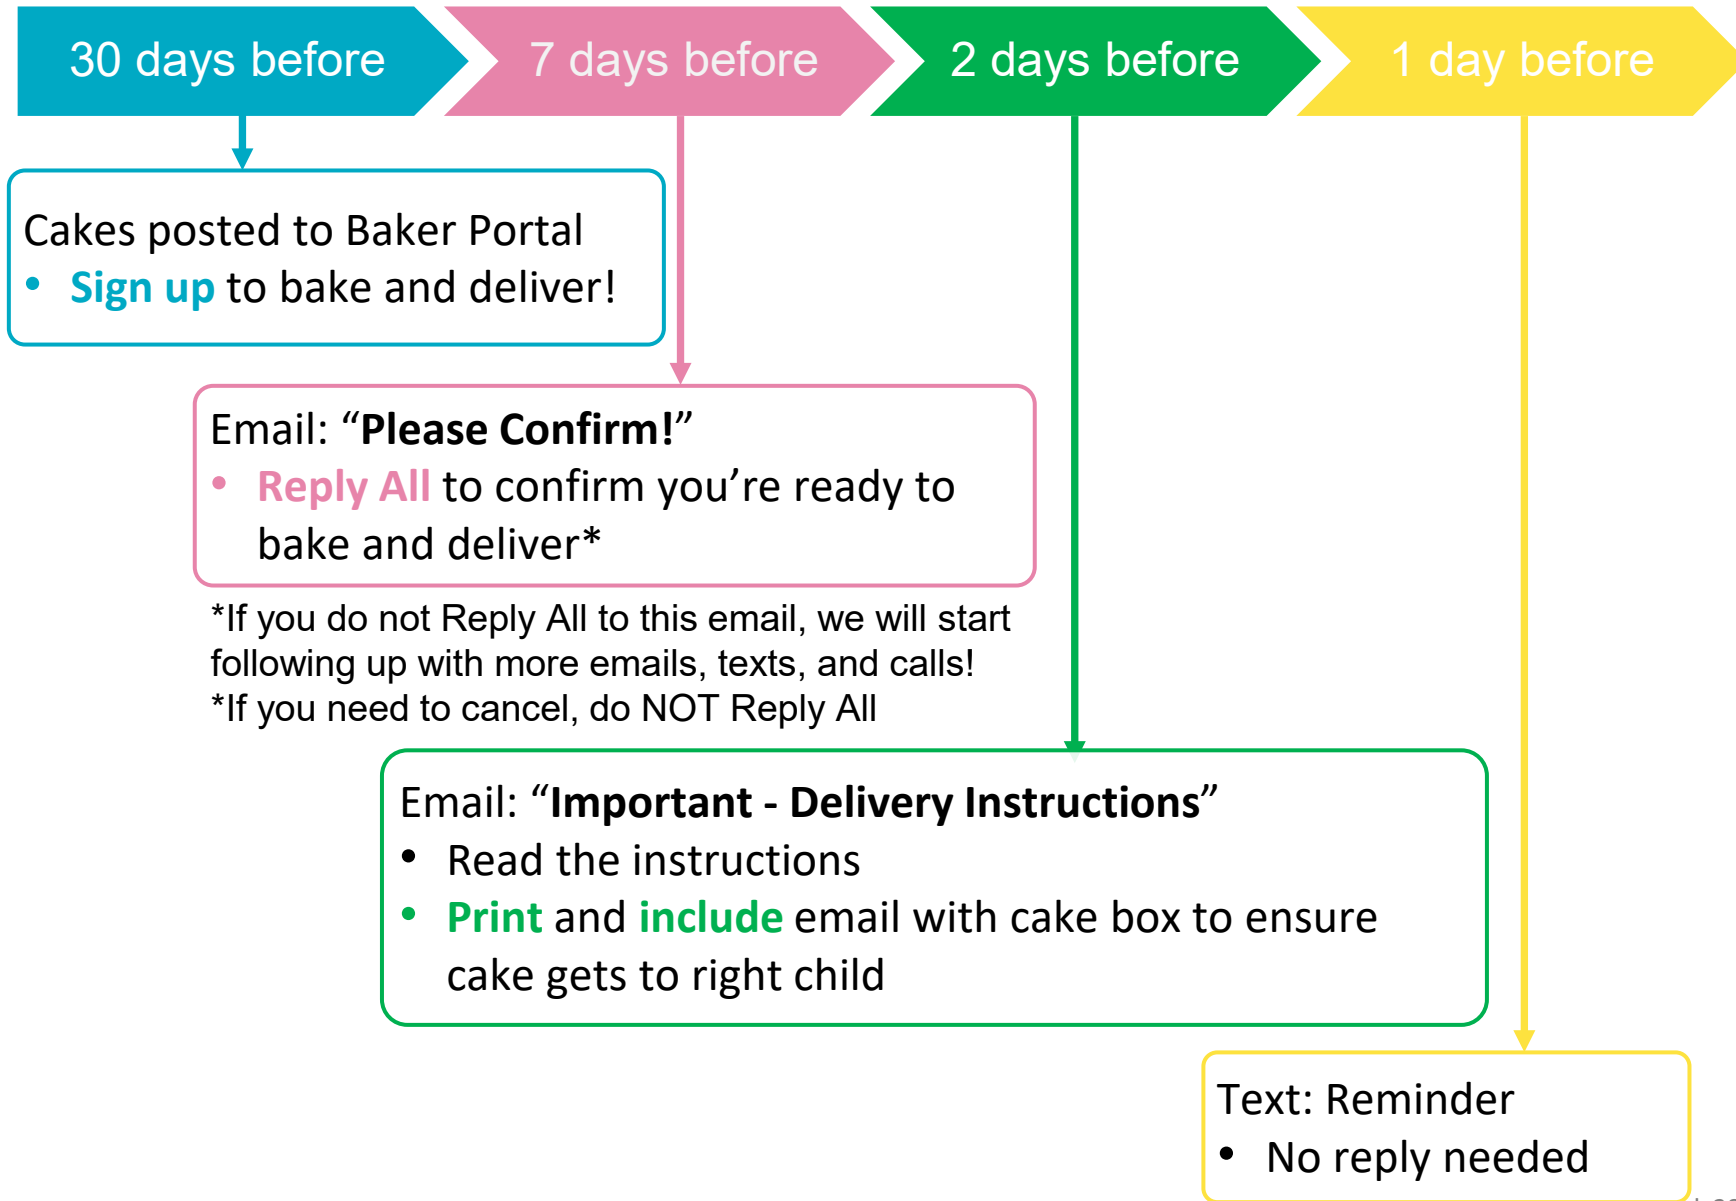 30 days before
7 days before
2 days before
1 day before
Cakes posted to Baker Portal
• Sign up to bake and deliver!
Email: “Please Confirm!”
• Reply All to confirm you’re ready to
bake and deliver*
*If you do not Reply All to this email, we will start
following up with more emails, texts, and calls!
*If you need to cancel, do NOT Reply All
Email: “Important - Delivery Instructions”
• Read the instructions
• Print and include email with cake box to ensure
cake gets to right child
Text: Reminder
• No reply needed